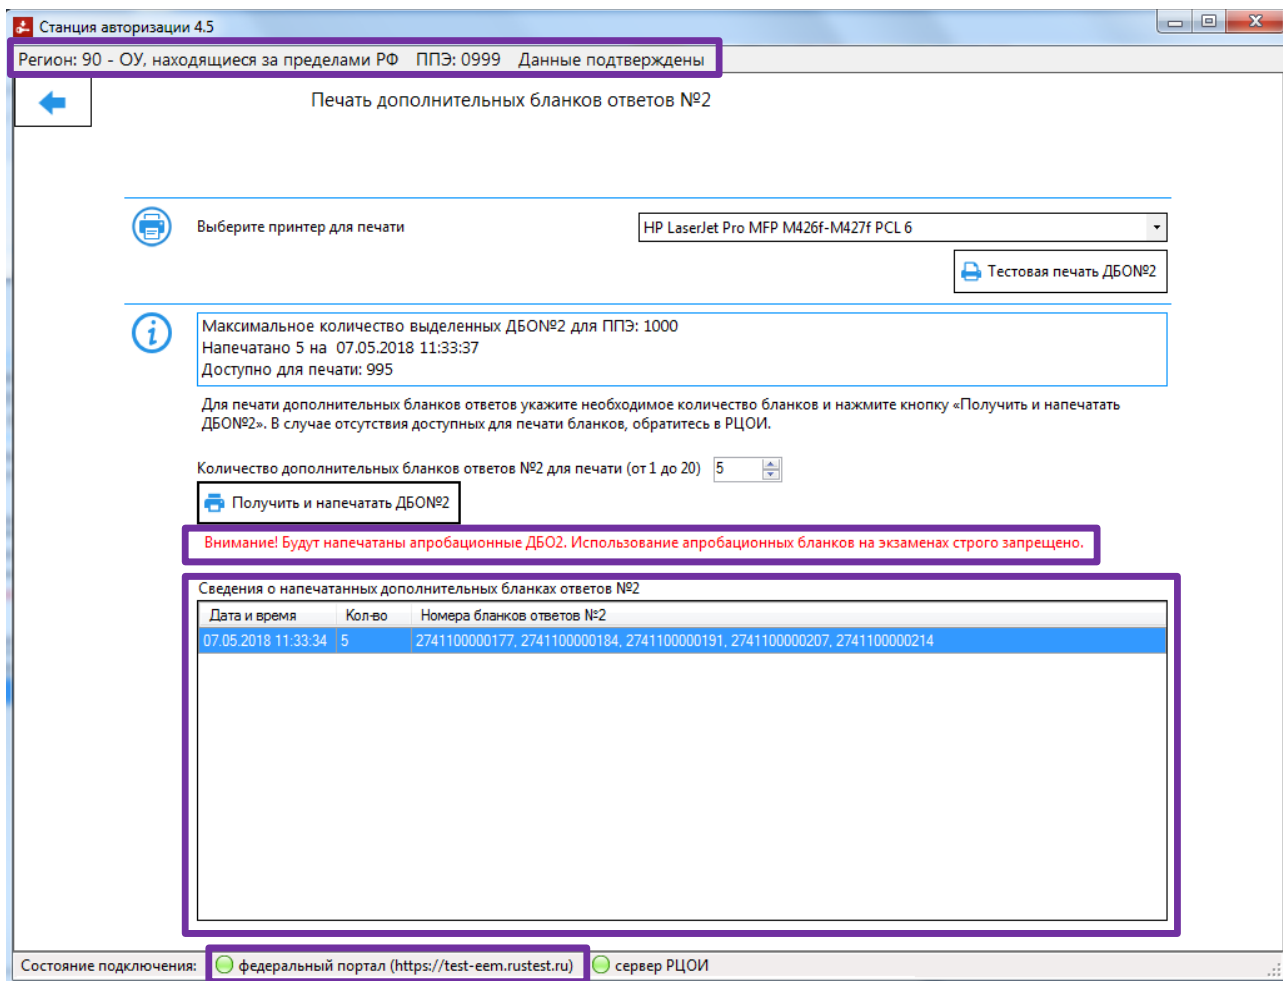 Станция авторизации 4.5
Регион: 90 - ОУ, находящиеся за пределами РФ ППЭ: 0999 Данные подтверждены
Печать дополнительных бланков ответов №2
Выберите принтер для печати
HP LaserJet Pro MFP M426f-M427f PCL 6
Тестовая печать ДБО№2
Максимальное количество выделенных ДБО№2 для ППЭ: 1000
Напечатано 5 на 07.05.2018 11:33:37
Доступно для печати: 995
Для печати дополнительных бланков ответов укажите необходимое количество бланков и нажмите кнопку «Получить и напечатать
ДБО№2». В случае отсутствия доступных для печати бланков, обратитесь в РЦОИ.
Количество дополнительных бланков ответов №2 для печати (от 1 до 20) 5
Получить и напечатать ДБО№2
Внимание! Будут напечатаны апробационные ДБО2. Использование апробационных бланков на экзаменах строго запрещено.
Сведения о напечатанных дополнительных бланках ответов №2
Дата и время Кол-во Номера бланков ответов №2
07.05.2018 11:33:34 5 2741100000177, 2741100000184, 2741100000191, 2741100000207, 2741100000214
Состояние подключения: федеральный портал (https://test-eem.rustest.ru) сервер РЦОИ